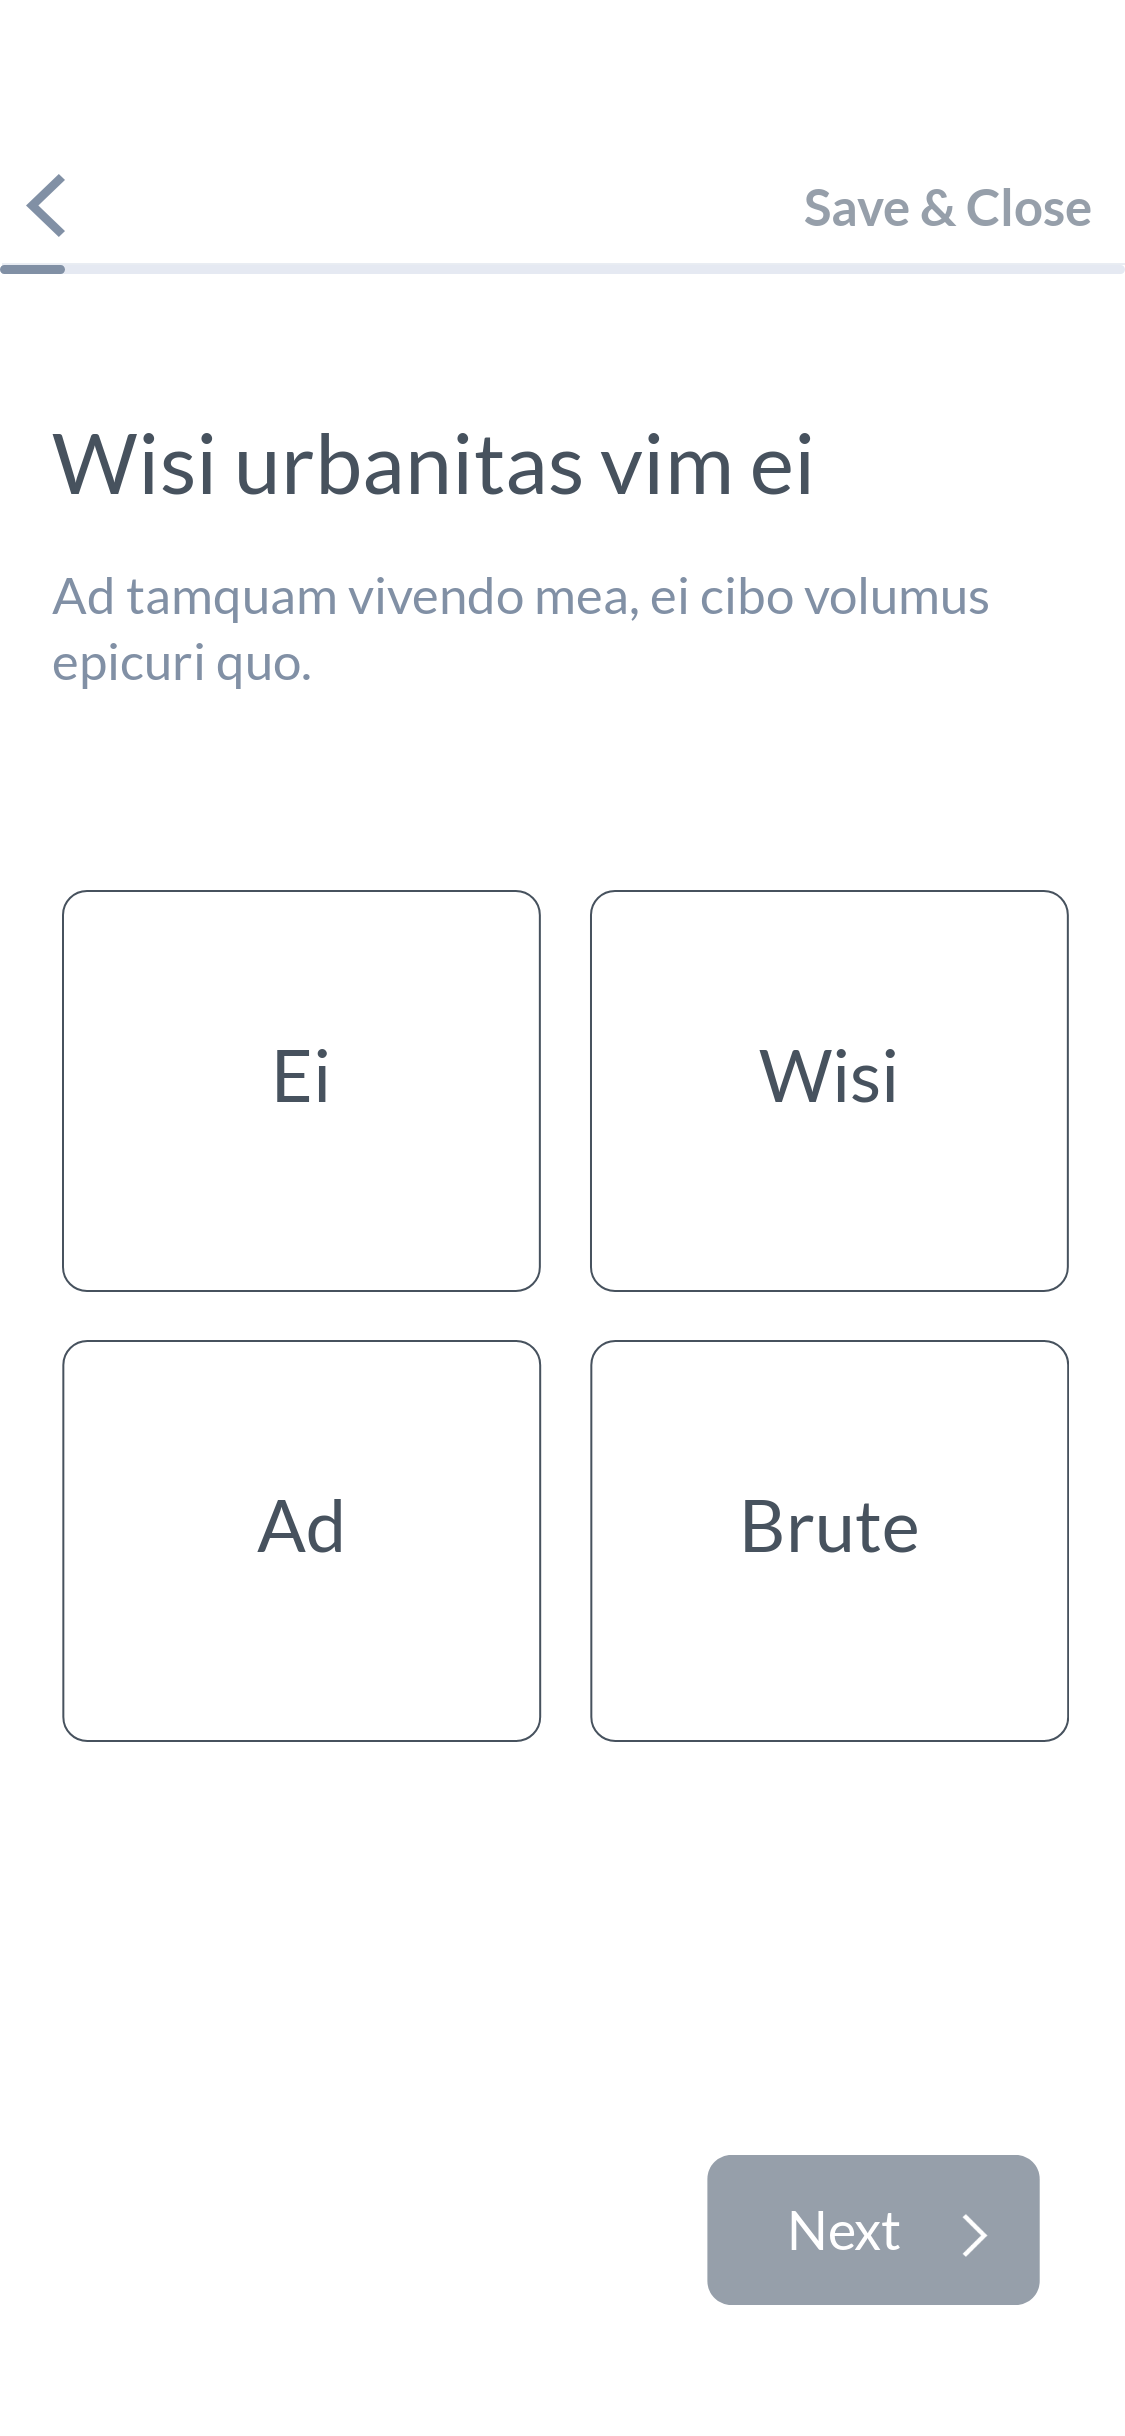 Save & Close
Wisi urbanitas vim ei
Ad tamquam vivendo mea, ei cibo volumus
epicuri quo.
Ei
Wisi
Ad
Brute
Next